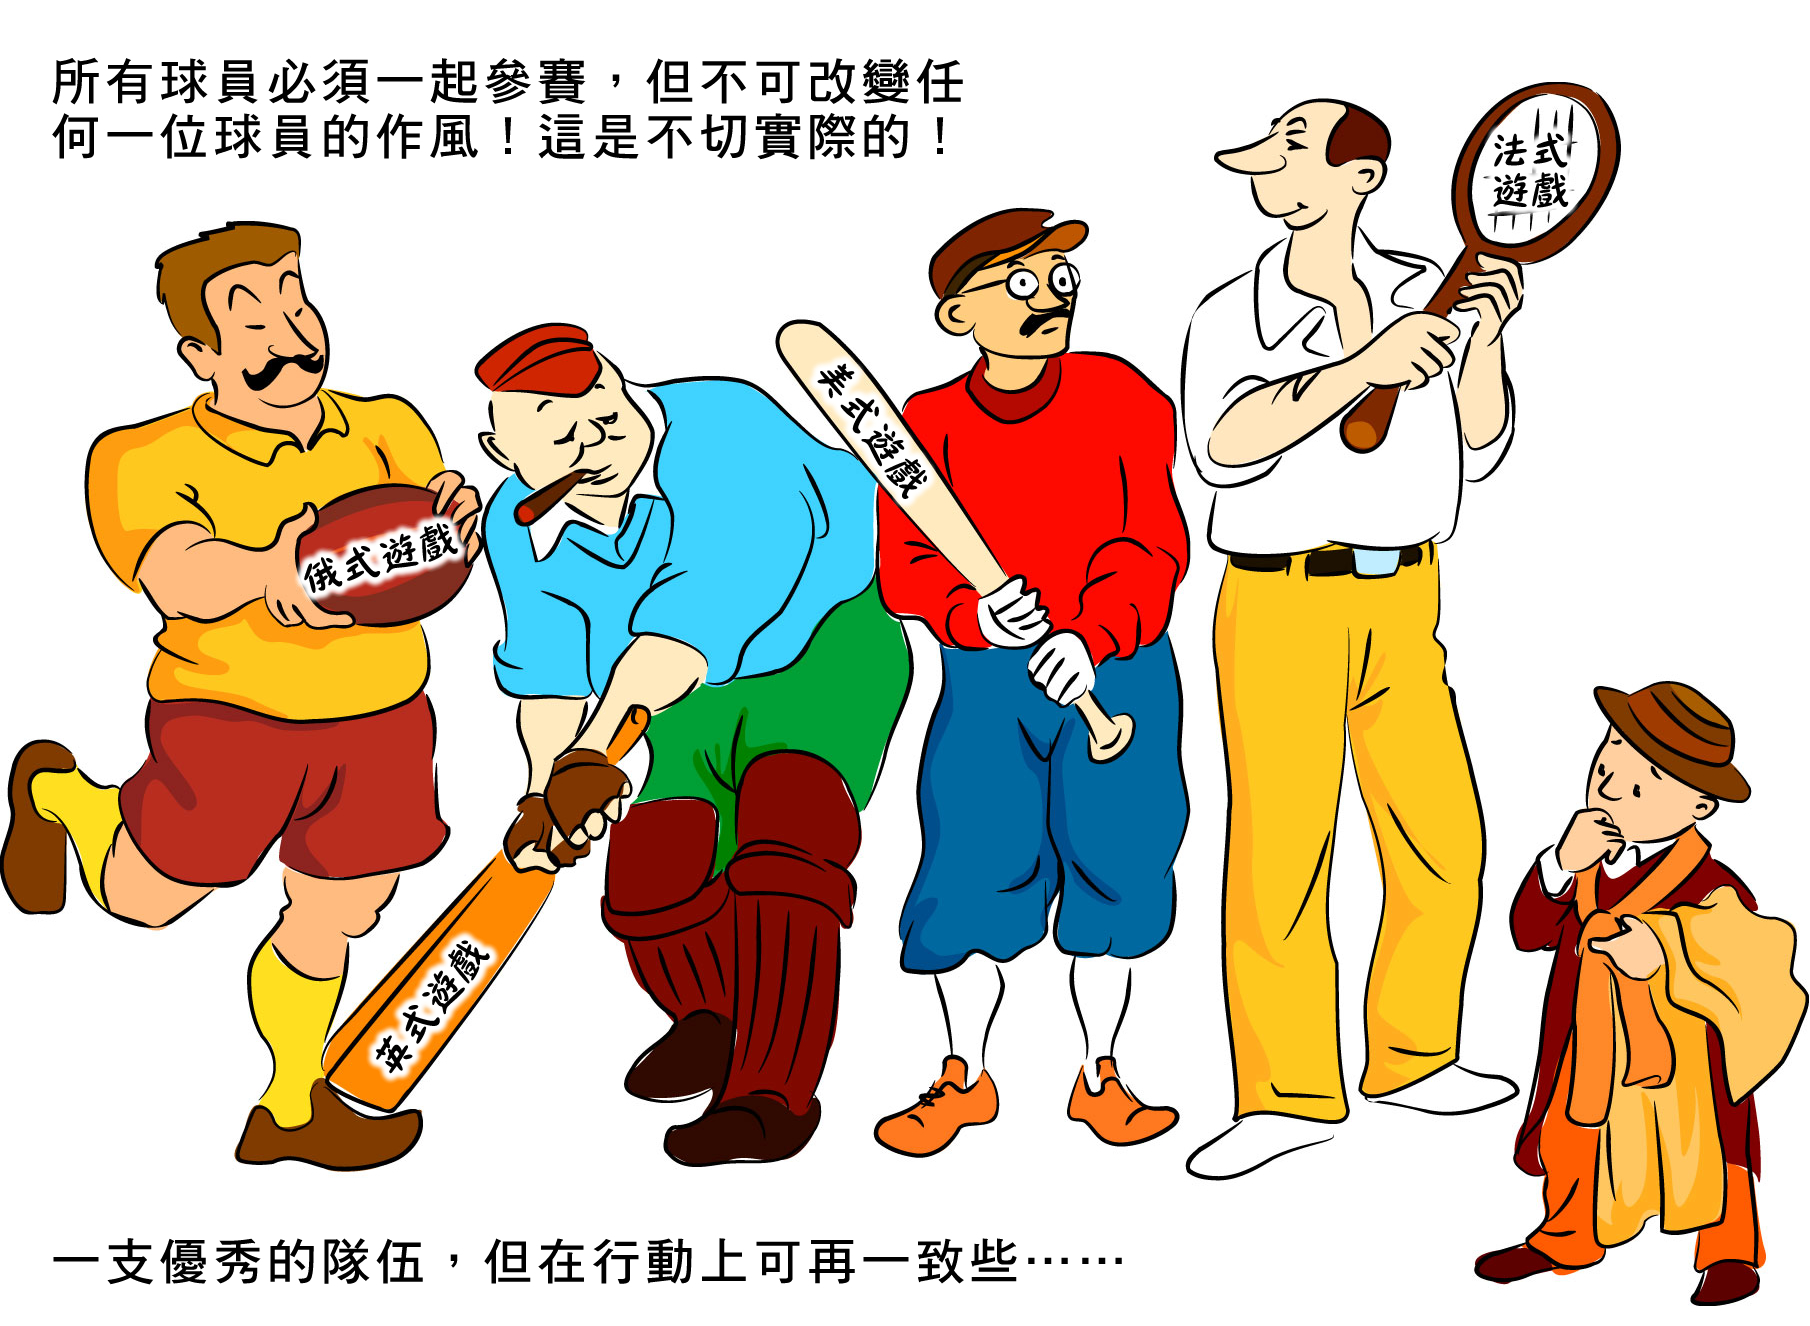 所有球員必須一起參賽，但不可改變任
何一位球員的作風！這是不切實際的！
法式
遊戲
美式遊戲
俄式遊戲
英式遊戲
一支優秀的隊伍，但在行動上可再一致些……